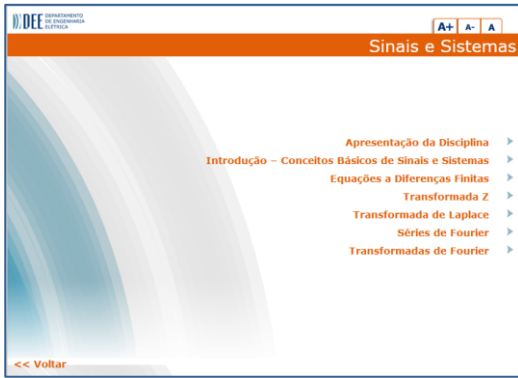 DEE DEPARTAMENTO
DE ENGENHARIA
ELÉTRICA
A+ A- A
Sinais e Sistemas
Apresentação da Disciplina
Introdução – Conceitos Básicos de Sinais e Sistemas
Equações a Diferenças Finitas
Transformada Z
Transformada de Laplace
Séries de Fourier
Transformadas de Fourier
<< Voltar